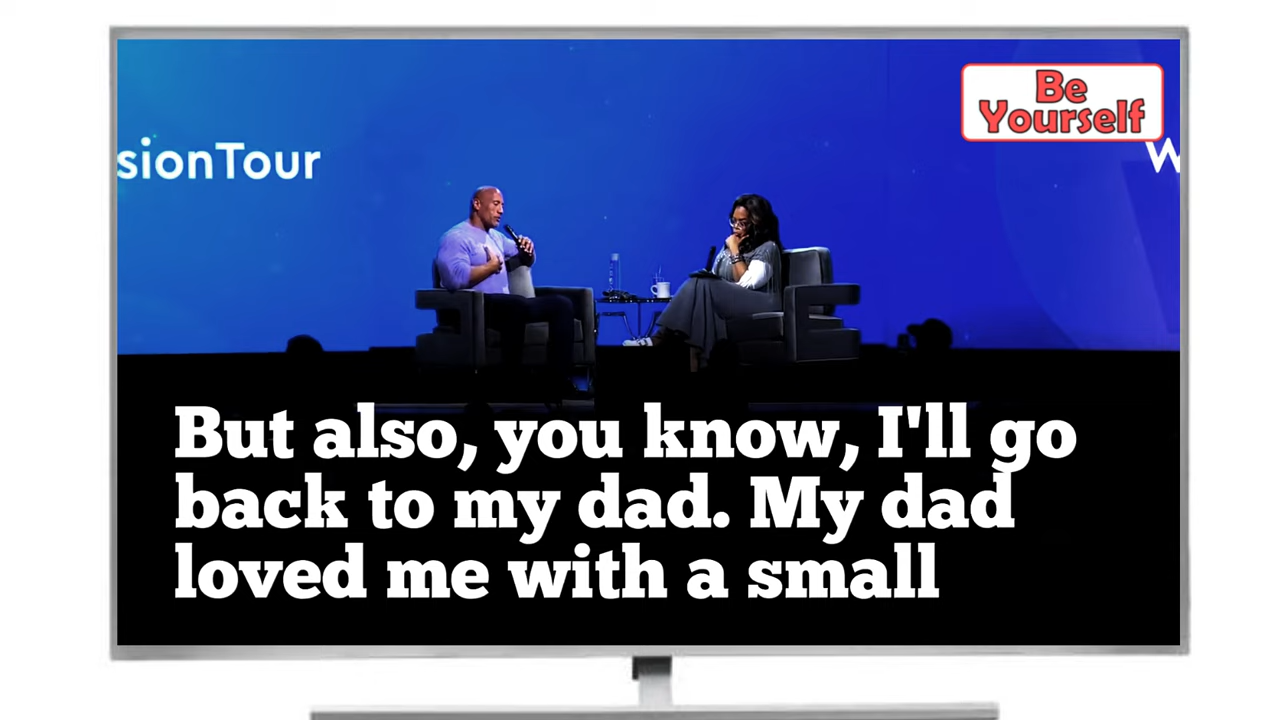 Be
Yourself
sionTour
W
But also, you know, I'll go
back to my dad. My dad
loved me with a small